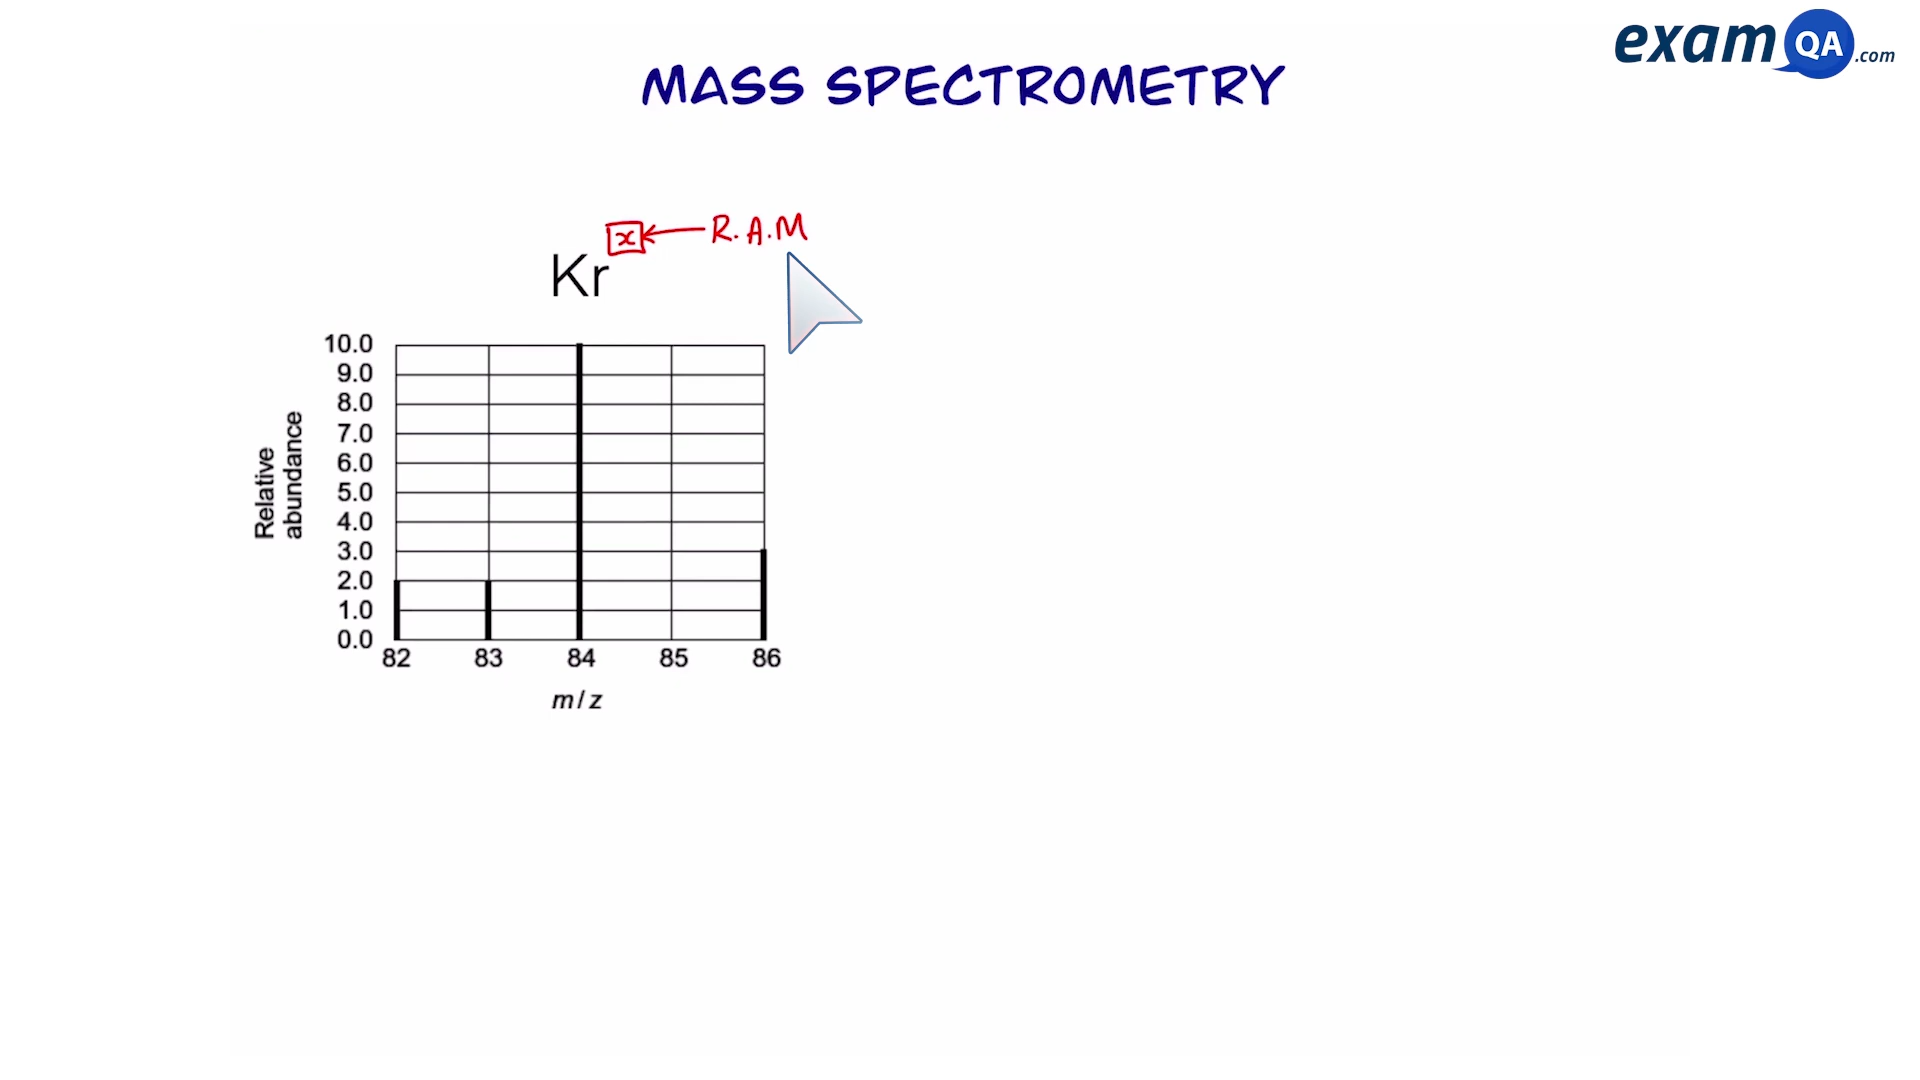 examQA.com
MASS SPECTROMETRY
x ← R.A.M
Kr
10.0
9.0
8.0
7.0
6.0
5.0
4.0
3.0
2.0
1.0
0.0
Relative
abundance
82 83 84 85 86
m/z